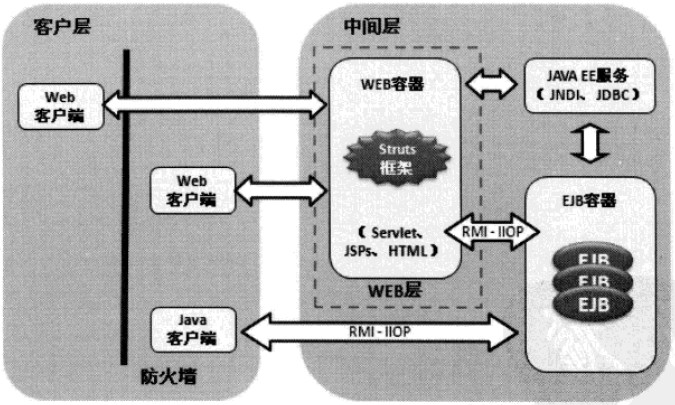 客户层
中间层
Web
客户端
WEB容器
JAVA EE服务
( JNDI、JDBC )
Struts
框架
Web
客户端
EJB容器
( Servlet、
JSPs、HTML )
RMI - IIOP
EJB
EJB
EJB
WEB层
Java
客户端
RMI - IIOP
防火墙